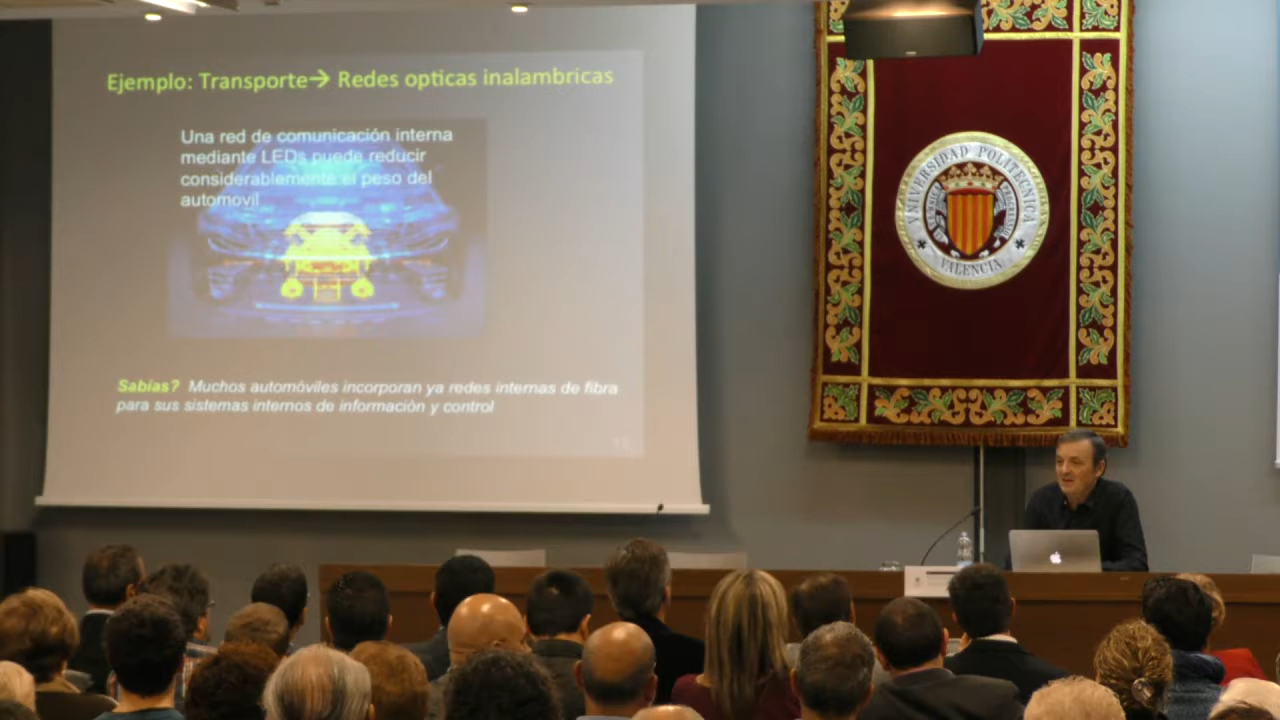 Ejemplo: Transporte→ Redes opticas inalambricas
Una red de comunicación interna
mediante LEDs puede reducir
considerablemente el peso del
automovil
Sabías? Muchos automóviles incorporan ya redes internas de fibra
para sus sistemas internos de información y control
VNIVERSIDAD POLITECNICA
VALENCIA